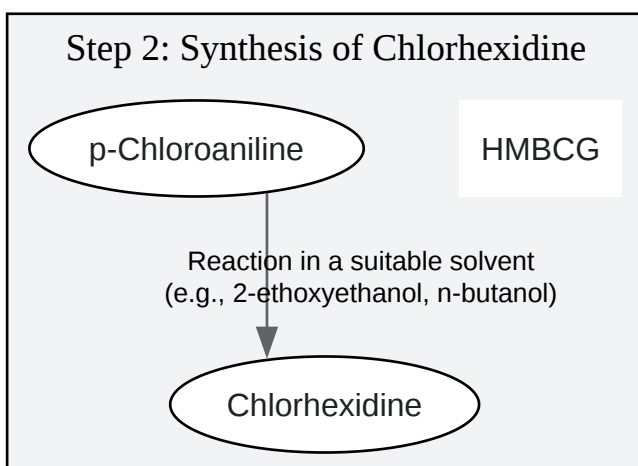 Step 2: Synthesis of Chlorhexidine
p-Chloroaniline
HMBCG
Reaction in a suitable solvent
(e.g., 2-ethoxyethanol, n-butanol)
Chlorhexidine